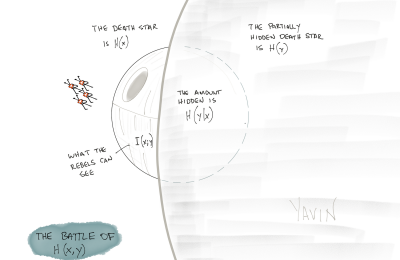 THE DEATH STAR
IS H(x)
THE PARTIALLY
HIDDEN DEATH STAR
IS H(y)
THE AMOUNT
HIDDEN IS
H(y|x)
I(x;y)
WHAT THE
REBELS CAN
SEE
YAVIN
THE BATTLE OF
H(x,y)